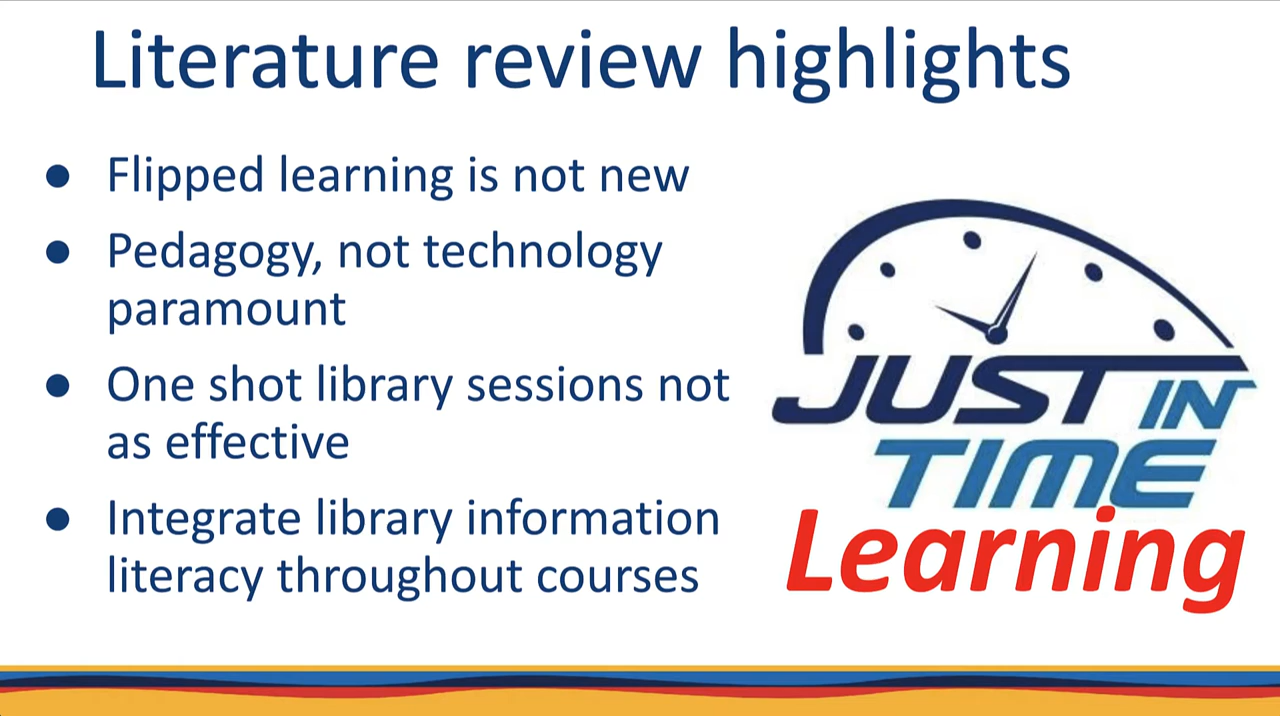 Literature review highlights
● Flipped learning is not new
● Pedagogy, not technology
paramount
● One shot library sessions not
as effective
● Integrate library information
literacy throughout courses
JUST IN
TIME
Learning